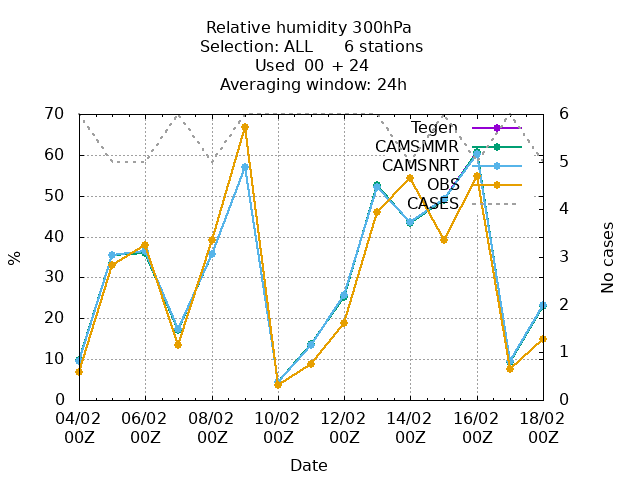 Relative humidity 300hPa
Selection: ALL 6 stations
Used 00 + 24
Averaging window: 24h
70
60
50
40
30
20
10
0
%
6
5
4
3
2
1
0
No cases
Tegen
CAMSMMR
CAMSNRT
OBS
CASES
04/02 06/02 08/02 10/02 12/02 14/02 16/02 18/02
00Z 00Z 00Z 00Z 00Z 00Z 00Z 00Z
Date